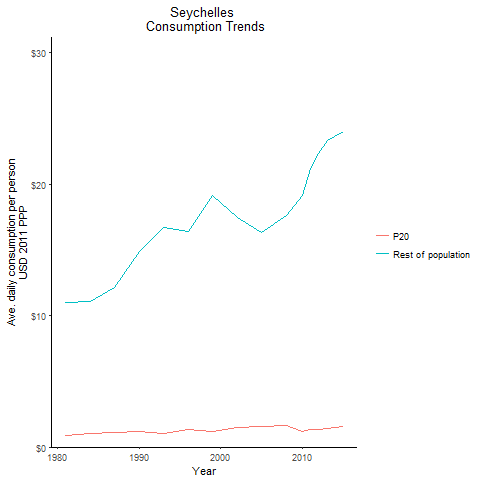 Seychelles
Consumption Trends
$30
$20
$10
$0
Ave. daily consumption per person
USD 2011 PPP
1980 1990 2000 2010
Year
P20
Rest of population